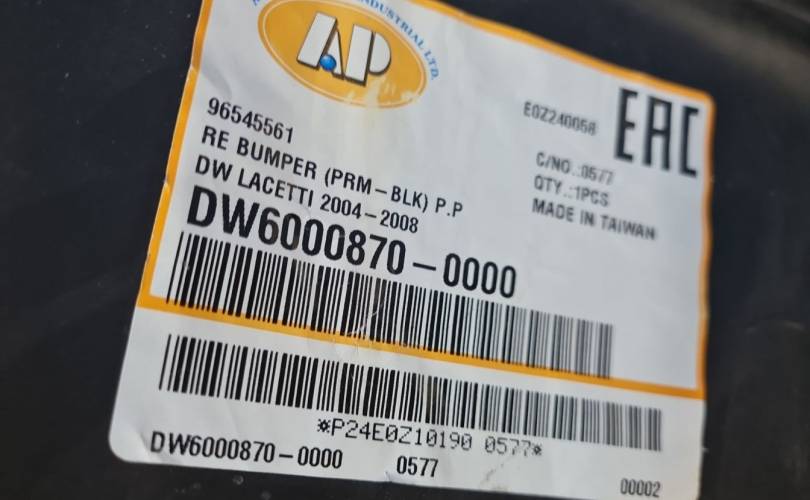 INDUSTRIAL LTD.
AP
96545561
RE BUMPER (PRM-BLK) P.P
DW LACETTI 2004-2008
DW6000870-0000
E0Z240058
EAC
C/NO.:0577
QTY.:1PCS
MADE IN TAIWAN
*P24E0Z10190 0577*
DW6000870-0000 0577
00002